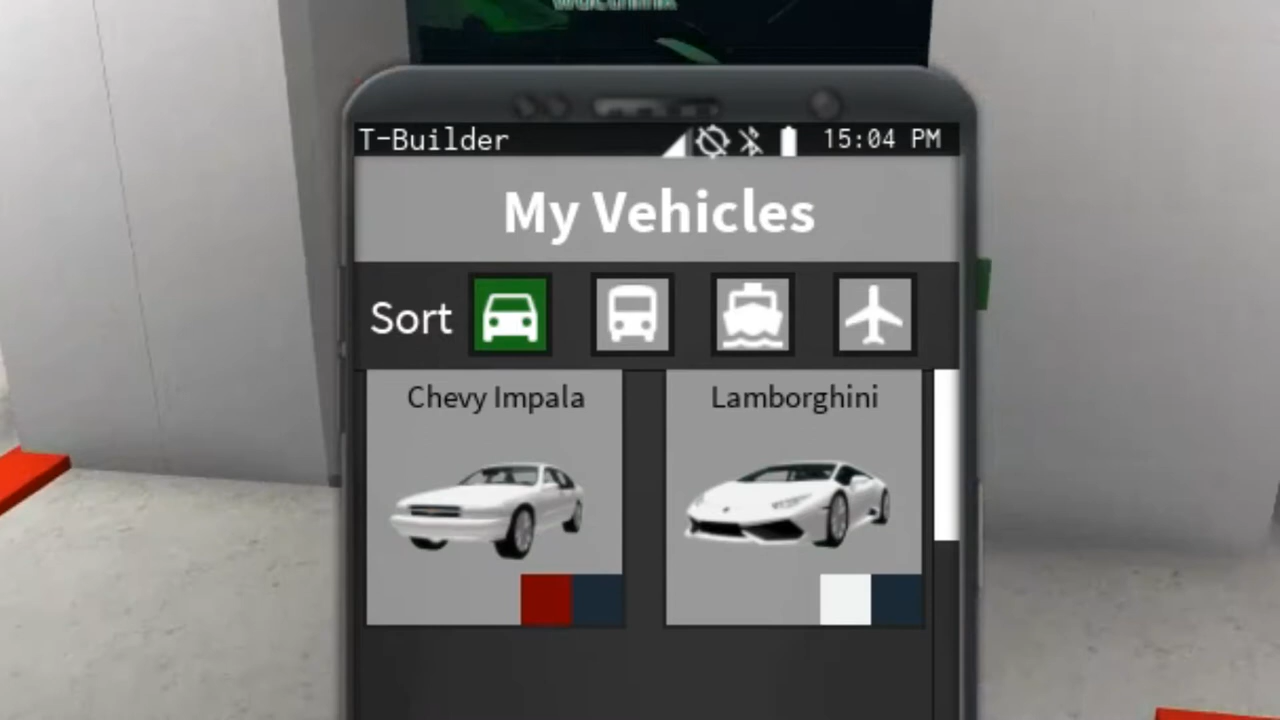 T-Builder 15:04 PM
My Vehicles
Sort
Chevy Impala
Lamborghini